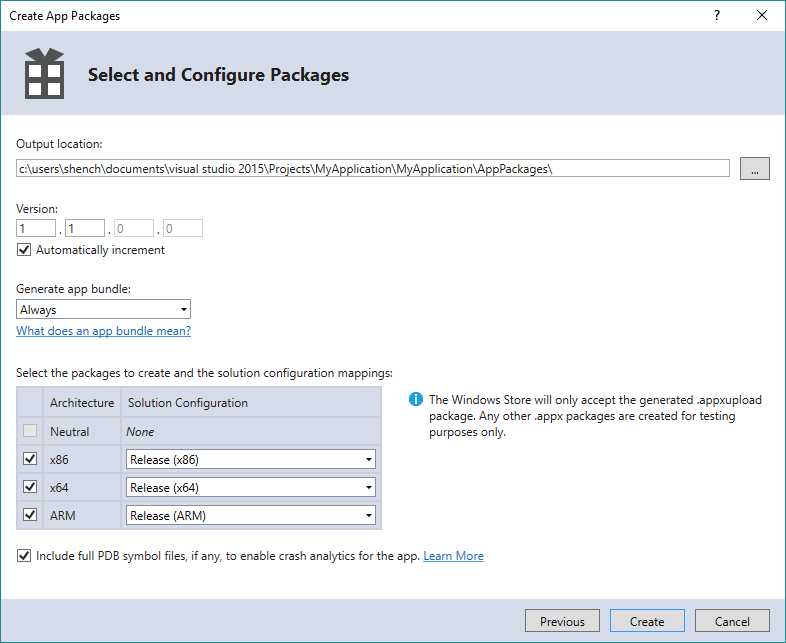 Create App Packages
?
Select and Configure Packages
Output location:
c:\users\shench\documents\visual studio 2015\Projects\MyApplication\MyApplication\AppPackages\
...
Version:
1 . 1 . 0 . 0
Automatically increment
Generate app bundle:
Always
What does an app bundle mean?
Select the packages to create and the solution configuration mappings:
Architecture Solution Configuration
Neutral None
x86 Release (x86)
x64 Release (x64)
ARM Release (ARM)
The Windows Store will only accept the generated .appxupload
package. Any other .appx packages are created for testing
purposes only.
Include full PDB symbol files, if any, to enable crash analytics for the app. Learn More
Previous Create Cancel